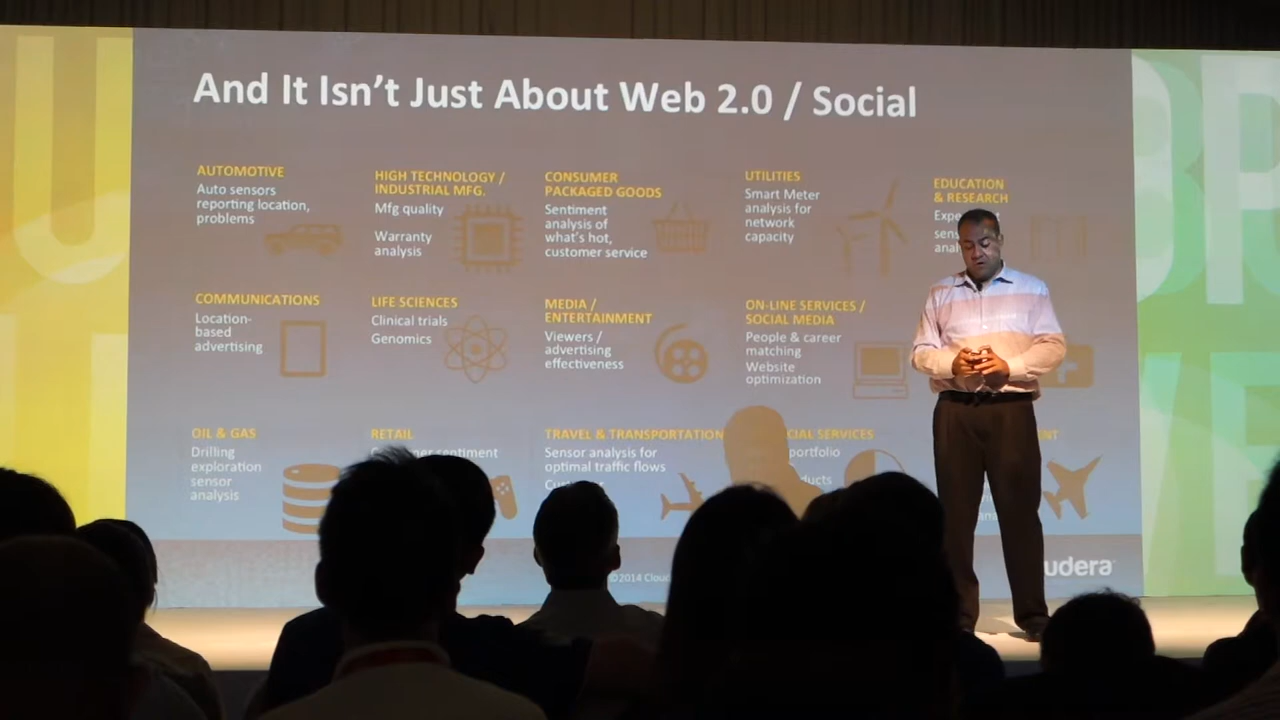 And It Isn't Just About Web 2.0 / Social
AUTOMOTIVE
Auto sensors
reporting location,
problems
HIGH TECHNOLOGY /
INDUSTRIAL MFG.
Mfg quality
Warranty
analysis
CONSUMER
PACKAGED GOODS
Sentiment
analysis of
what's hot,
customer service
UTILITIES
Smart Meter
analysis for
network
capacity
EDUCATION
& RESEARCH
COMMUNICATIONS
Location-
based
advertising
LIFE SCIENCES
Clinical trials
Genomics
MEDIA /
ENTERTAINMENT
Viewers /
advertising
effectiveness
ON-LINE SERVICES /
SOCIAL MEDIA
People & career
matching
Website
optimization
OIL & GAS
Drilling
exploration
sensor
analysis
RETAIL
sentiment
TRAVEL & TRANSPORTATION
Sensor analysis for
optimal traffic flows
SERVICES
portfolio
©2014